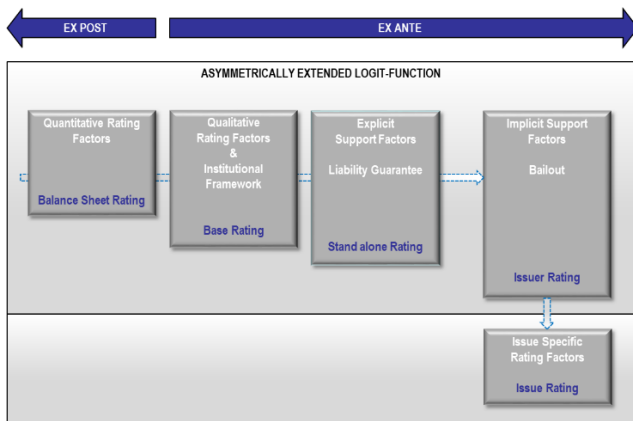 EX POST
EX ANTE
ASYMMETRICALLY EXTENDED LOGIT-FUNCTION
Quantitative Rating
Factors
Balance Sheet Rating
Qualitative
Rating Factors
&
Institutional
Framework
Base Rating
Explicit
Support Factors
Liability Guarantee
Stand alone Rating
Implicit Support
Factors
Bailout
Issuer Rating
Issue Specific
Rating Factors
Issue Rating